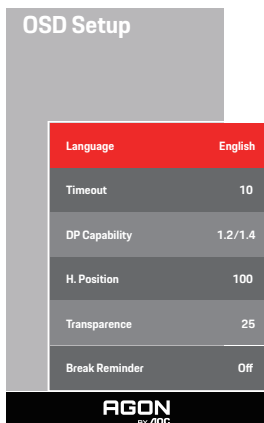 OSD Setup
Language English
Timeout 10
DP Capability 1.2/1.4
H. Position 100
Transparence 25
Break Reminder Off
AGON
BY AOC